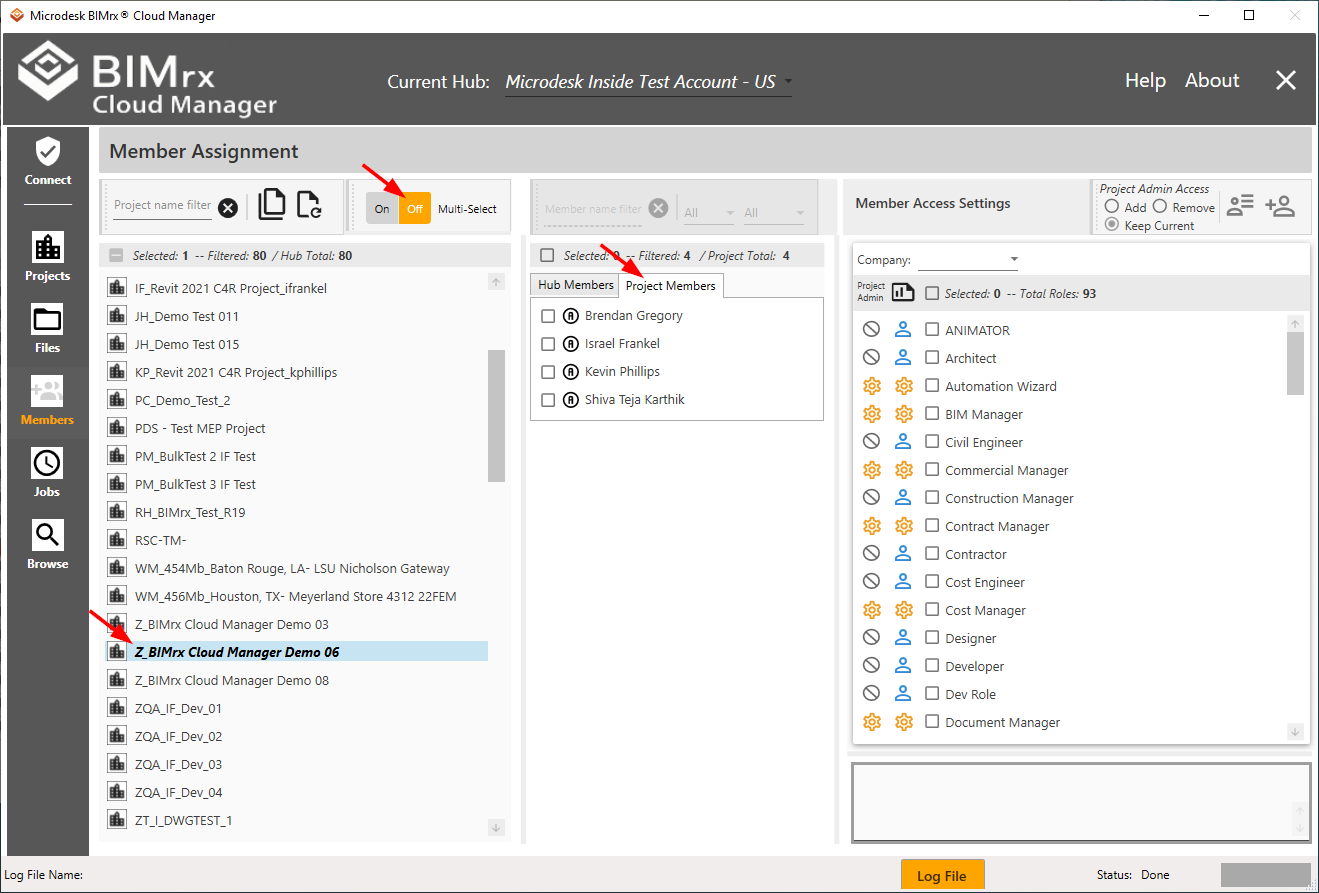 Microdesk BIMrx® Cloud Manager
BIMrx
Cloud Manager
Current Hub: Microdesk Inside Test Account - US
Help About
Connect
Projects
Files
Members
Jobs
Browse
Member Assignment
Project name filter
On Off Multi-Select
Selected: 1 -- Filtered: 80 / Hub Total: 80
IF_Revit 2021 C4R Project_ifrankel
JH_Demo Test 011
JH_Demo Test 015
KP_Revit 2021 C4R Project_kphillips
PC_Demo_Test_2
PDS - Test MEP Project
PM_BulkTest 2 IF Test
PM_BulkTest 3 IF Test
RH_BIMrx_Test_R19
RSC-TM-
WM_454Mb_Baton Rouge, LA- LSU Nicholson Gateway
WM_456Mb_Houston, TX- Meyerland Store 4312 22FEM
Z_BIMrx Cloud Manager Demo 03
Z_BIMrx Cloud Manager Demo 06
Z_BIMrx Cloud Manager Demo 08
ZQA_IF_Dev_01
ZQA_IF_Dev_02
ZQA_IF_Dev_03
ZQA_IF_Dev_04
ZT_I_DWGTEST_1
Member name filter
All All
Selected: 0 -- Filtered: 4 / Project Total: 4
Hub Members Project Members
Brendan Gregory
Israel Frankel
Kevin Phillips
Shiva Teja Karthik
Member Access Settings
Project Admin Access
Add Remove
Keep Current
Company:
Project
Admin
Selected: 0 -- Total Roles: 93
ANIMATOR
Architect
Automation Wizard
BIM Manager
Civil Engineer
Commercial Manager
Construction Manager
Contract Manager
Contractor
Cost Engineer
Cost Manager
Designer
Developer
Dev Role
Document Manager
Log File Name:
Log File
Status: Done